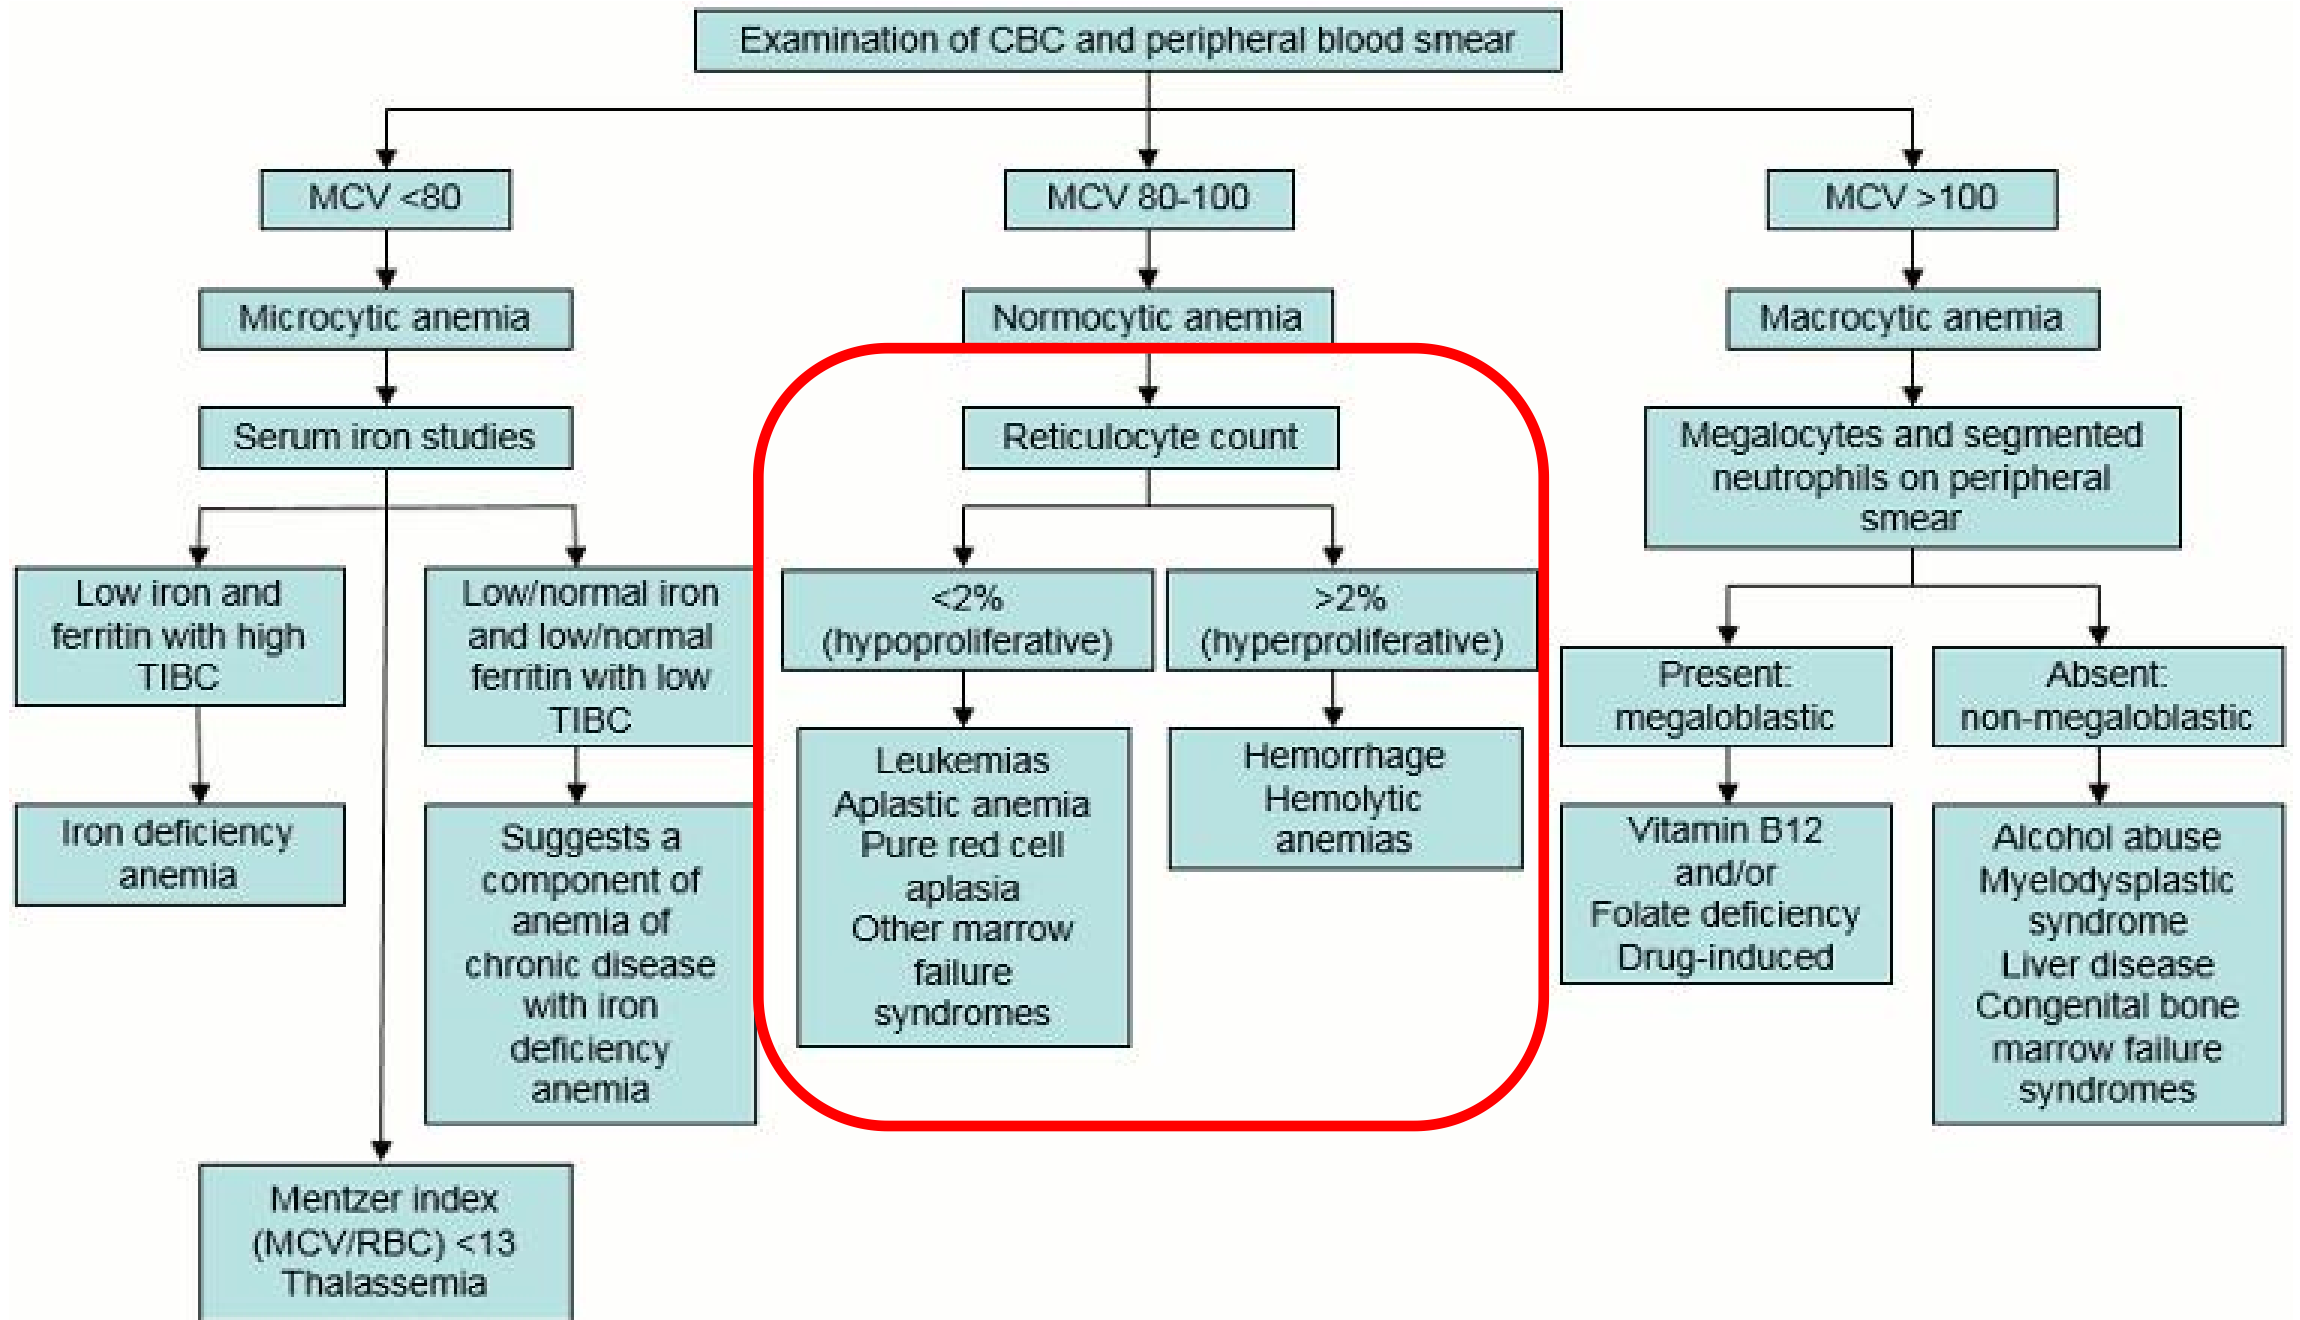 Examination of CBC and peripheral blood smear
MCV <80
MCV 80-100
MCV >100
Microcytic anemia
Normocytic anemia
Macrocytic anemia
Serum iron studies
Reticulocyte count
Megalocytes and segmented
neutrophils on peripheral
smear
Low iron and
ferritin with high
TIBC
Low/normal iron
and low/normal
ferritin with low
TIBC
<2%
(hypoproliferative)
>2%
(hyperproliferative)
Present:
megaloblastic
Absent:
non-megaloblastic
Iron deficiency
anemia
Suggests a
component of
anemia of
chronic disease
with iron
deficiency
anemia
Leukemias
Aplastic anemia
Pure red cell
aplasia
Other marrow
failure
syndromes
Hemorrhage
Hemolytic
anemias
Vitamin B12
and/or
Folate deficiency
Drug-induced
Alcohol abuse
Myelodysplastic
syndrome
Liver disease
Congenital bone
marrow failure
syndromes
Mentzer index
(MCV/RBC) <13
Thalassemia